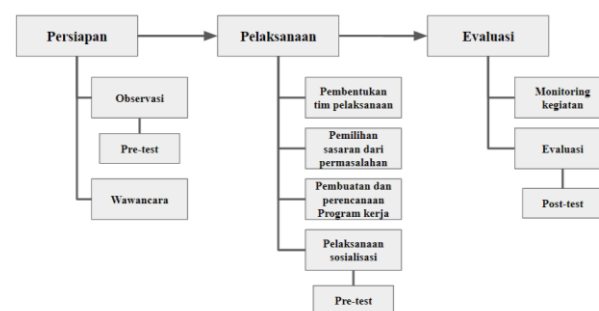 Persiapan
Pelaksanaan
Evaluasi
Observasi
Pre-test
Wawancara
Pembentukan
tim pelaksanaan
Pemilihan
sasaran dari
permasalahan
Pembuatan dan
perencanaan
Program kerja
Pelaksanaan
sosialisasi
Pre-test
Monitoring
kegiatan
Evaluasi
Post-test